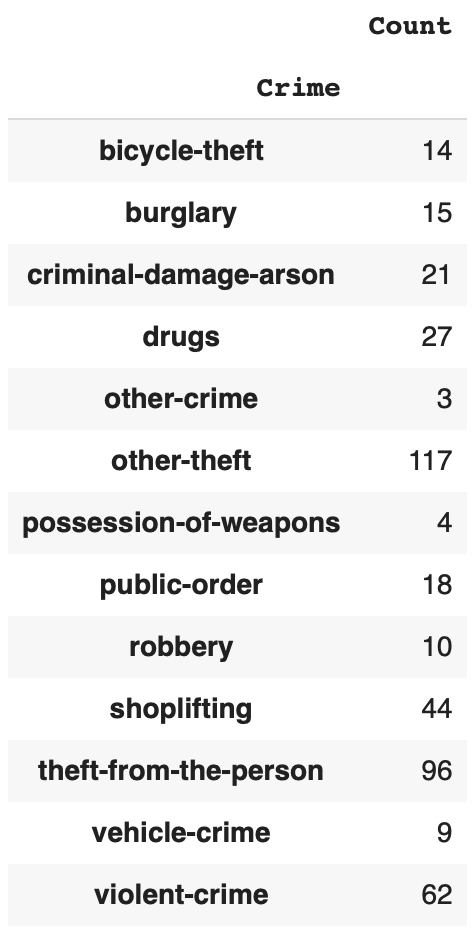 Count
Crime
bicycle-theft 14
burglary 15
criminal-damage-arson 21
drugs 27
other-crime 3
other-theft 117
possession-of-weapons 4
public-order 18
robbery 10
shoplifting 44
theft-from-the-person 96
vehicle-crime 9
violent-crime 62